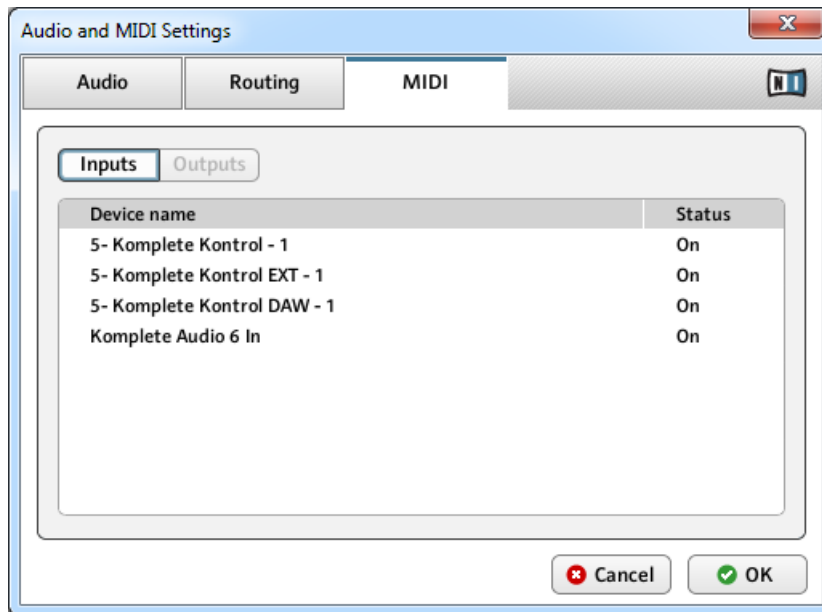 Audio and MIDI Settings
Audio Routing MIDI NI
Inputs Outputs
Device name Status
5- Komplete Kontrol - 1 On
5- Komplete Kontrol EXT - 1 On
5- Komplete Kontrol DAW - 1 On
Komplete Audio 6 In On
Cancel OK